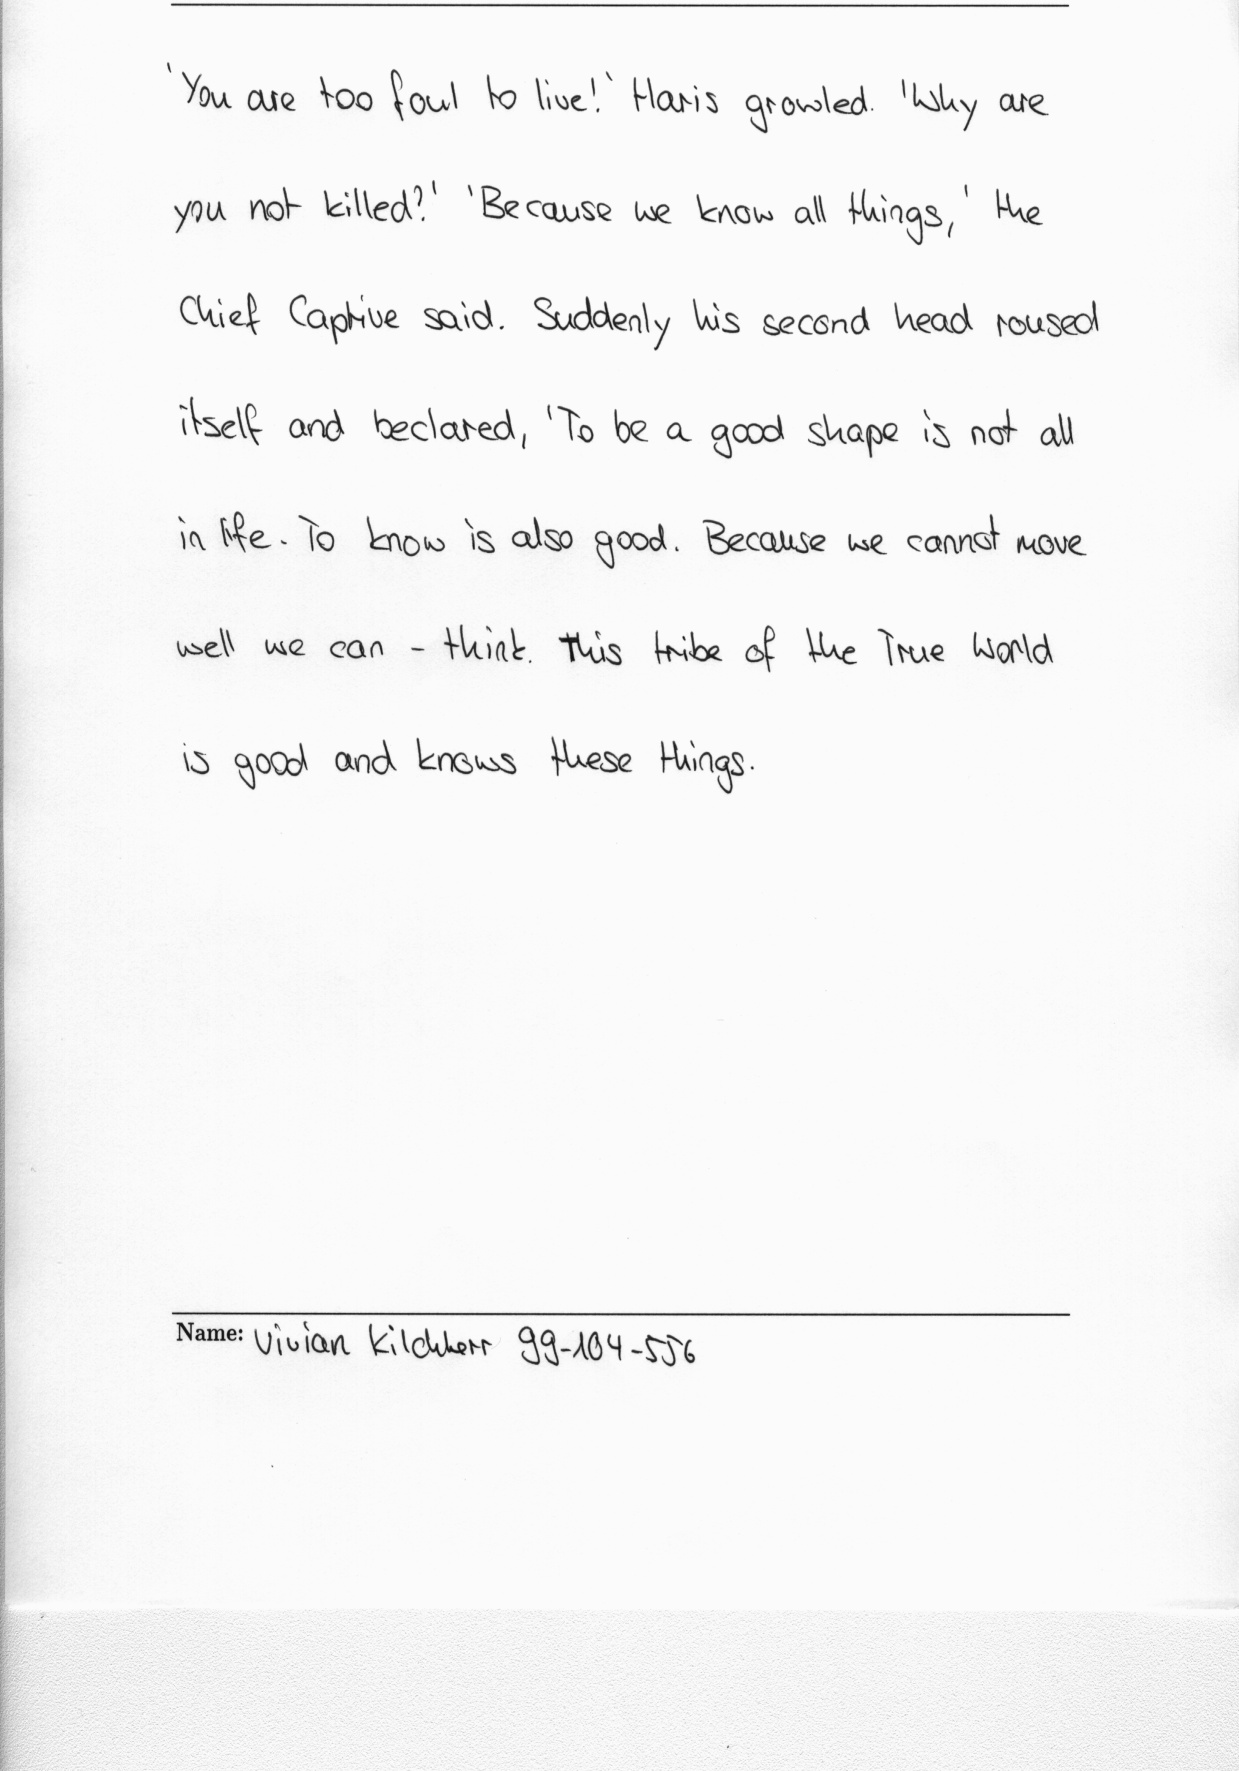 'You are too foul to live!' Haris growled. 'Why are
you not killed?' 'Because we know all things,' the
Chief Captive said. Suddenly his second head roused
itself and beclared, 'To be a good shape is not all
in life. To know is also good. Because we cannot move
well we can - think. This tribe of the True World
is good and knows these things.
Name: Vivian Kilchherr 99-104-556